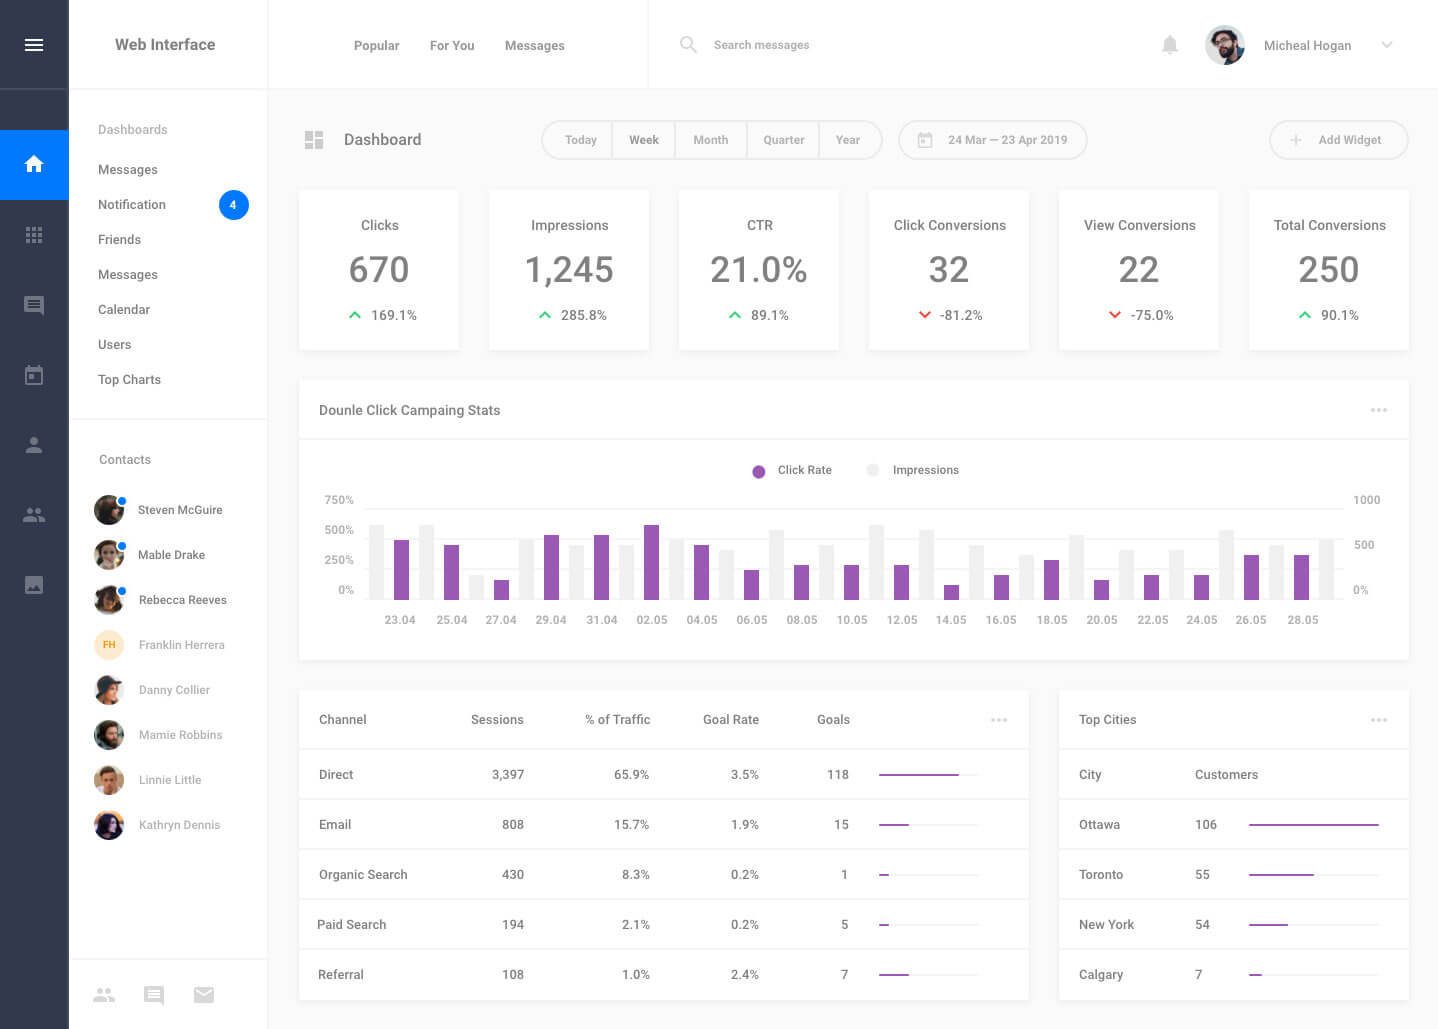 Web Interface
Popular For You Messages
Search messages
Micheal Hogan
Dashboards
Messages
Notification 4
Friends
Messages
Calendar
Users
Top Charts
Contacts
Steven McGuire
Mable Drake
Rebecca Reeves
FH Franklin Herrera
Danny Collier
Mamie Robbins
Linnie Little
Kathryn Dennis
Dashboard
Today Week Month Quarter Year
24 Mar — 23 Apr 2019
Add Widget
Clicks
670
169.1%
Impressions
1,245
285.8%
CTR
21.0%
89.1%
Click Conversions
32
-81.2%
View Conversions
22
-75.0%
Total Conversions
250
90.1%
Dounle Click Campaing Stats
Click Rate Impressions
750% 1000
500%
500
250%
0% 0%
23.04 25.04 27.04 29.04 31.04 02.05 04.05 06.05 08.05 10.05 12.05 14.05 16.05 18.05 20.05 22.05 24.05 26.05 28.05
Channel Sessions % of Traffic Goal Rate Goals
Direct 3,397 65.9% 3.5% 118
Email 808 15.7% 1.9% 15
Organic Search 430 8.3% 0.2% 1
Paid Search 194 2.1% 0.2% 5
Referral 108 1.0% 2.4% 7
Top Cities
City Customers
Ottawa 106
Toronto 55
New York 54
Calgary 7